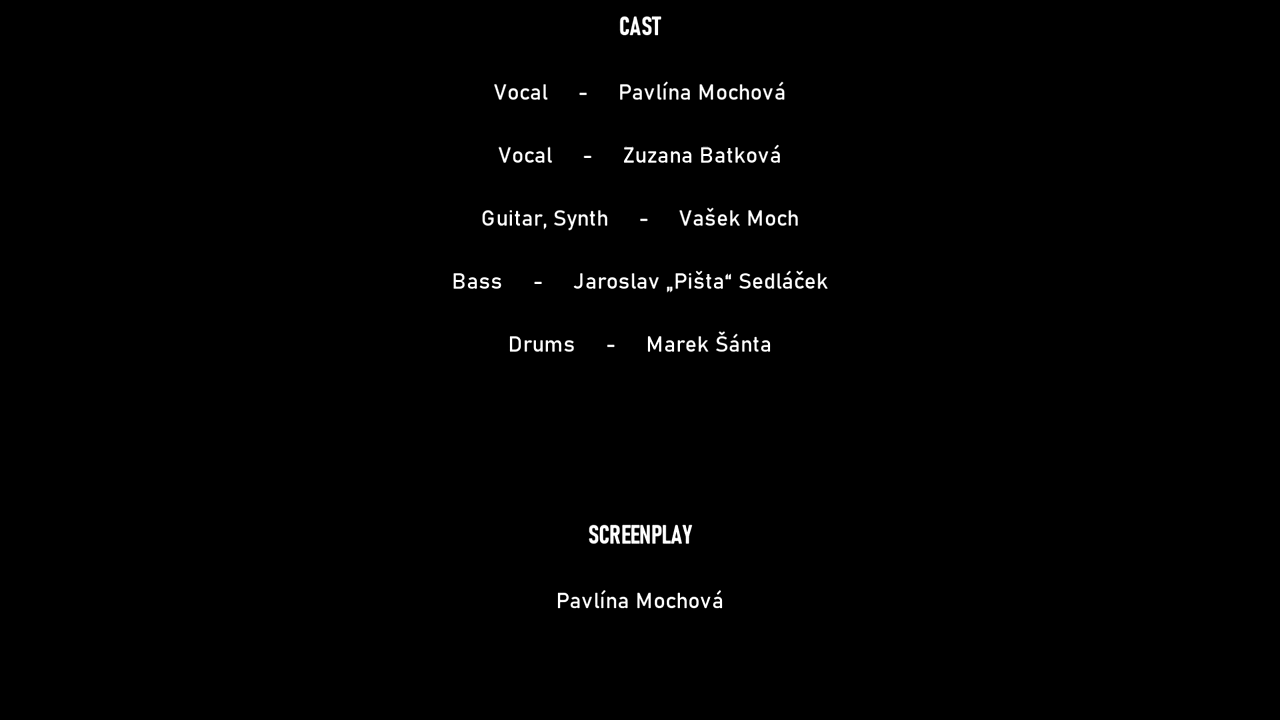 CAST
Vocal - Pavlína Mochová
Vocal - Zuzana Batková
Guitar, Synth - Vašek Moch
Bass - Jaroslav „Pišta“ Sedláček
Drums - Marek Šánta
SCREENPLAY
Pavlína Mochová